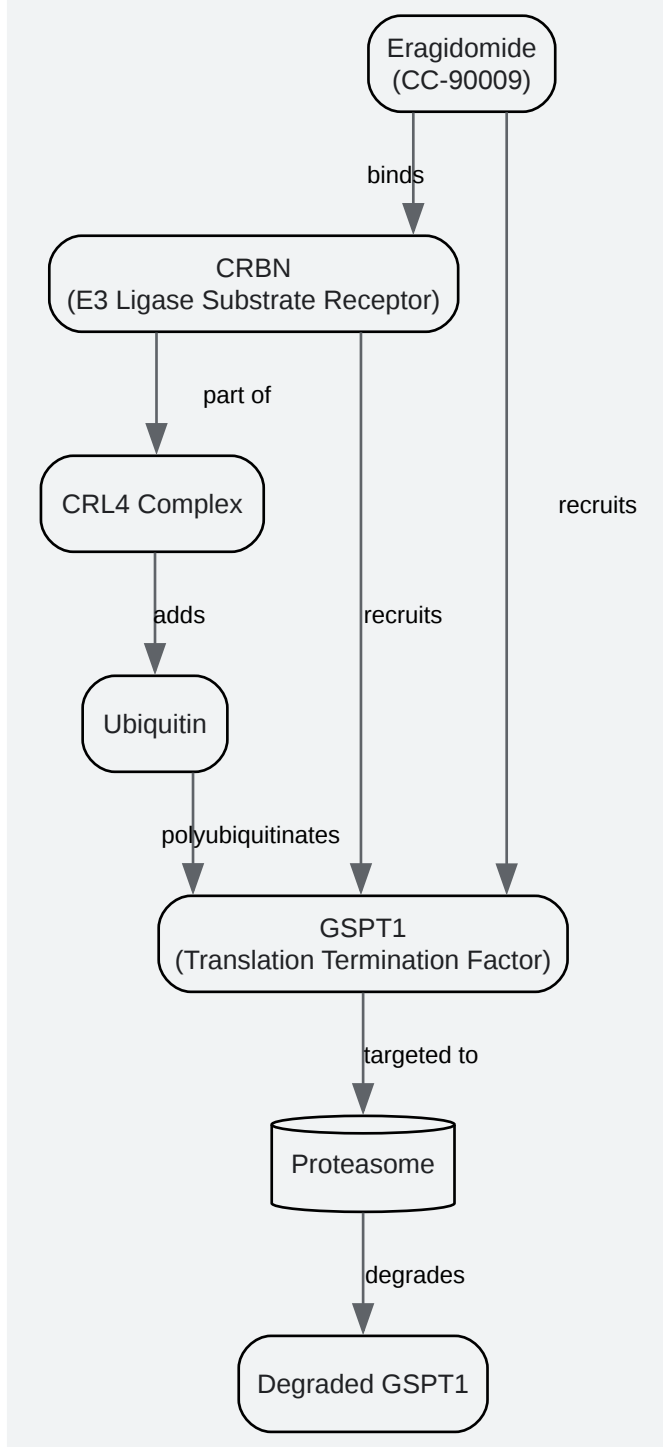 Eragidomide
(CC-90009)
binds
CRBN
(E3 Ligase Substrate Receptor)
part of
CRL4 Complex
recruits
adds
recruits
Ubiquitin
polyubiquitinates
GSPT1
(Translation Termination Factor)
targeted to
Proteasome
degrades
Degraded GSPT1